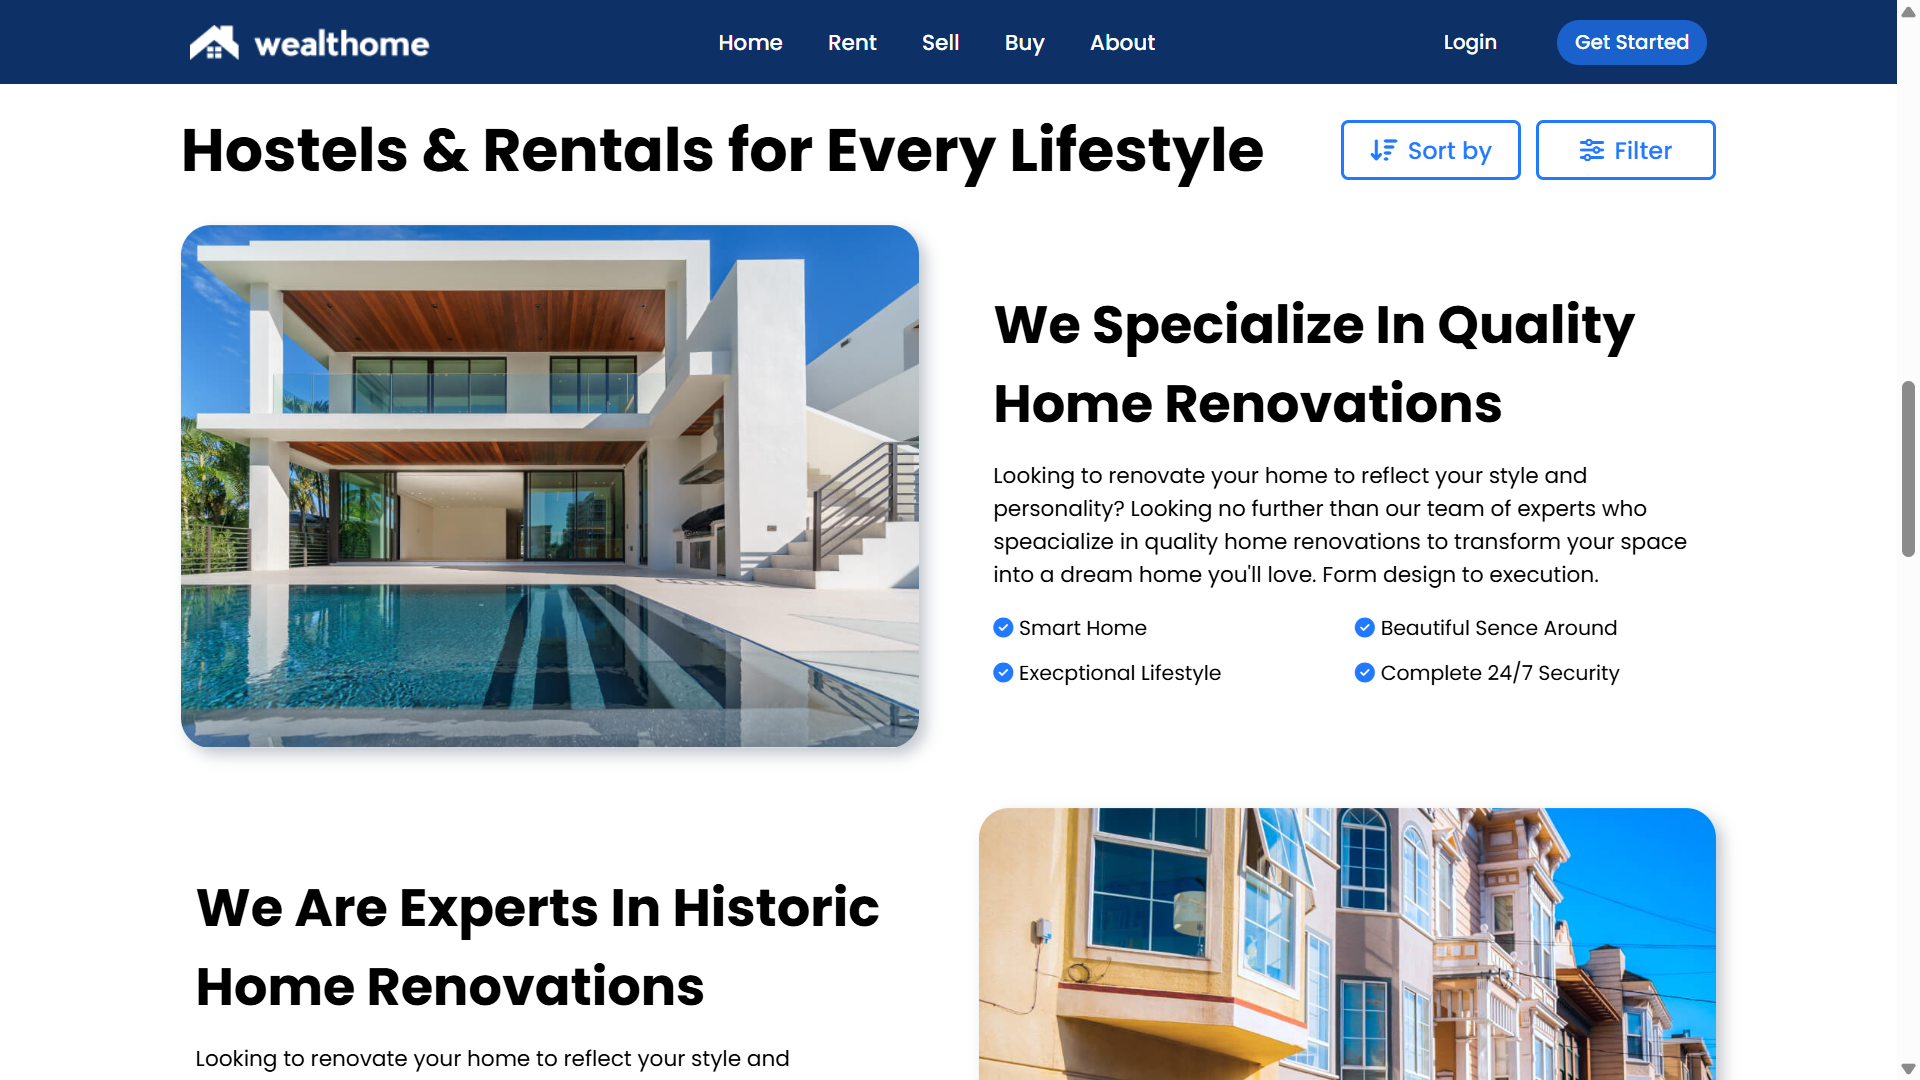 wealthome
Home Rent Sell Buy About
Login Get Started
Hostels & Rentals for Every Lifestyle
Sort by Filter
We Specialize In Quality
Home Renovations
Looking to renovate your home to reflect your style and
personality? Looking no further than our team of experts who
speacialize in quality home renovations to transform your space
into a dream home you'll love. Form design to execution.
Smart Home
Beautiful Sence Around
Execptional Lifestyle
Complete 24/7 Security
We Are Experts In Historic
Home Renovations
Looking to renovate your home to reflect your style and